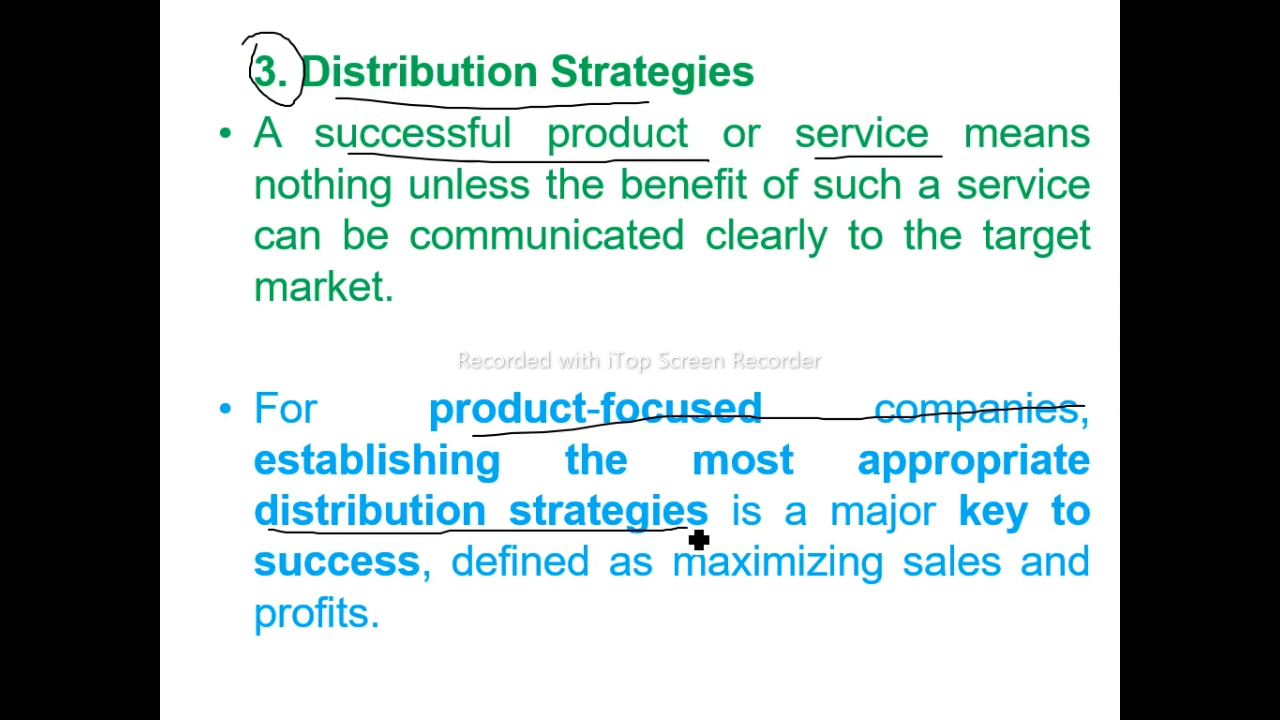 3. Distribution Strategies
• A successful product or service means
nothing unless the benefit of such a service
can be communicated clearly to the target
market.
Recorded with iTop Screen Recorder
• For product-focused companies,
establishing the most appropriate
distribution strategies is a major key to
success, defined as maximizing sales and
profits.